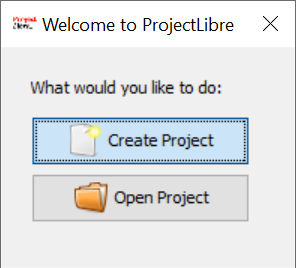 Welcome to ProjectLibre
What would you like to do:
Create Project
Open Project